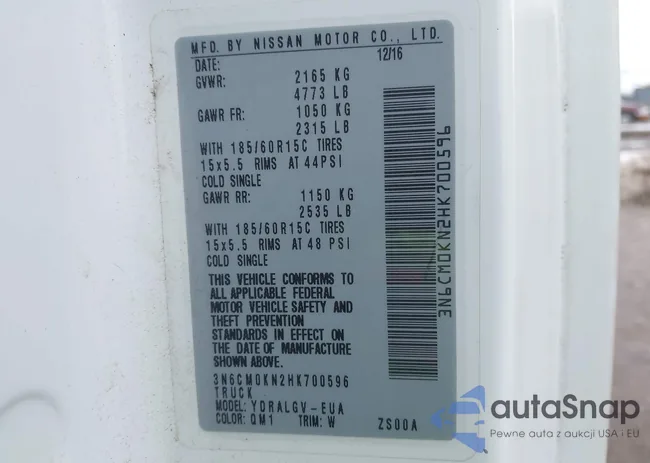 MFD. BY NISSAN MOTOR CO., LTD.
DATE: 12/16
GVWR: 2165 KG
4773 LB
GAWR FR: 1050 KG
2315 LB
WITH 185/60R15C TIRES
15x5.5 RIMS AT 44PSI
COLD SINGLE
GAWR RR: 1150 KG
2535 LB
WITH 185/60R15C TIRES
15x5.5 RIMS AT 48 PSI
COLD SINGLE
THIS VEHICLE CONFORMS TO
ALL APPLICABLE FEDERAL
MOTOR VEHICLE SAFETY AND
THEFT PREVENTION
STANDARDS IN EFFECT ON
THE DATE OF MANUFACTURE
SHOWN ABOVE.
3N6CM0KN2HK700596
TRUCK
MODEL: YDRALGV-EUA
COLOR: QM1 TRIM: W ZS00A
3N6CM0KN2HK700596
autoSnap
Pewne auta z aukcji USA i EU